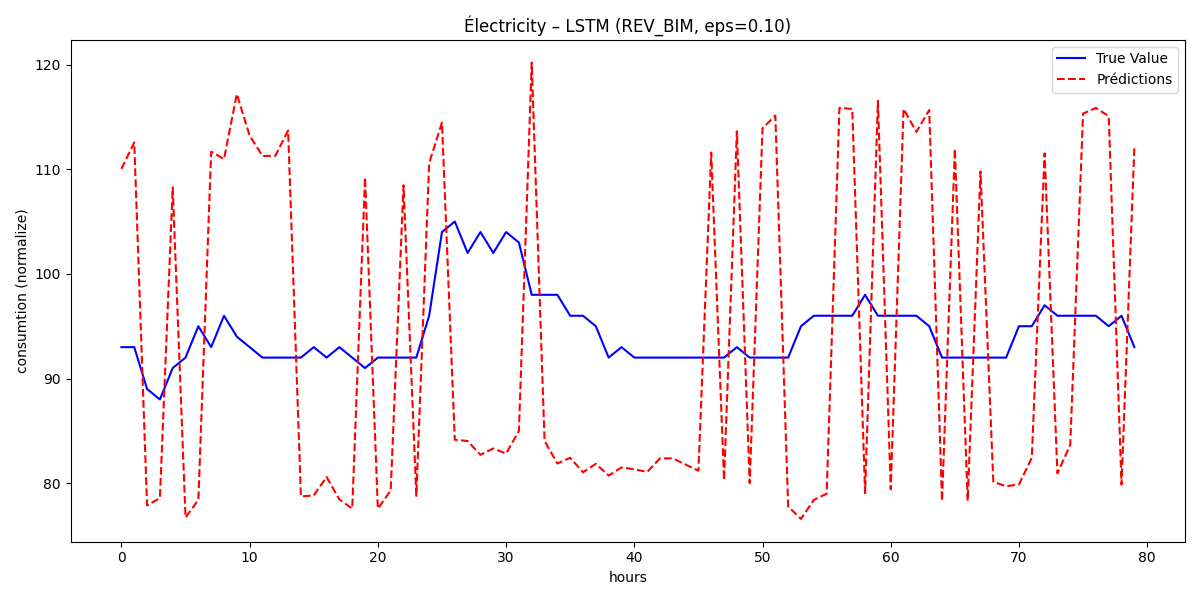 Électricity – LSTM (REV_BIM, eps=0.10)
True Value
Prédictions
consumtion (normalize)
120
110
100
90
80
0 10 20 30 40 50 60 70 80
hours